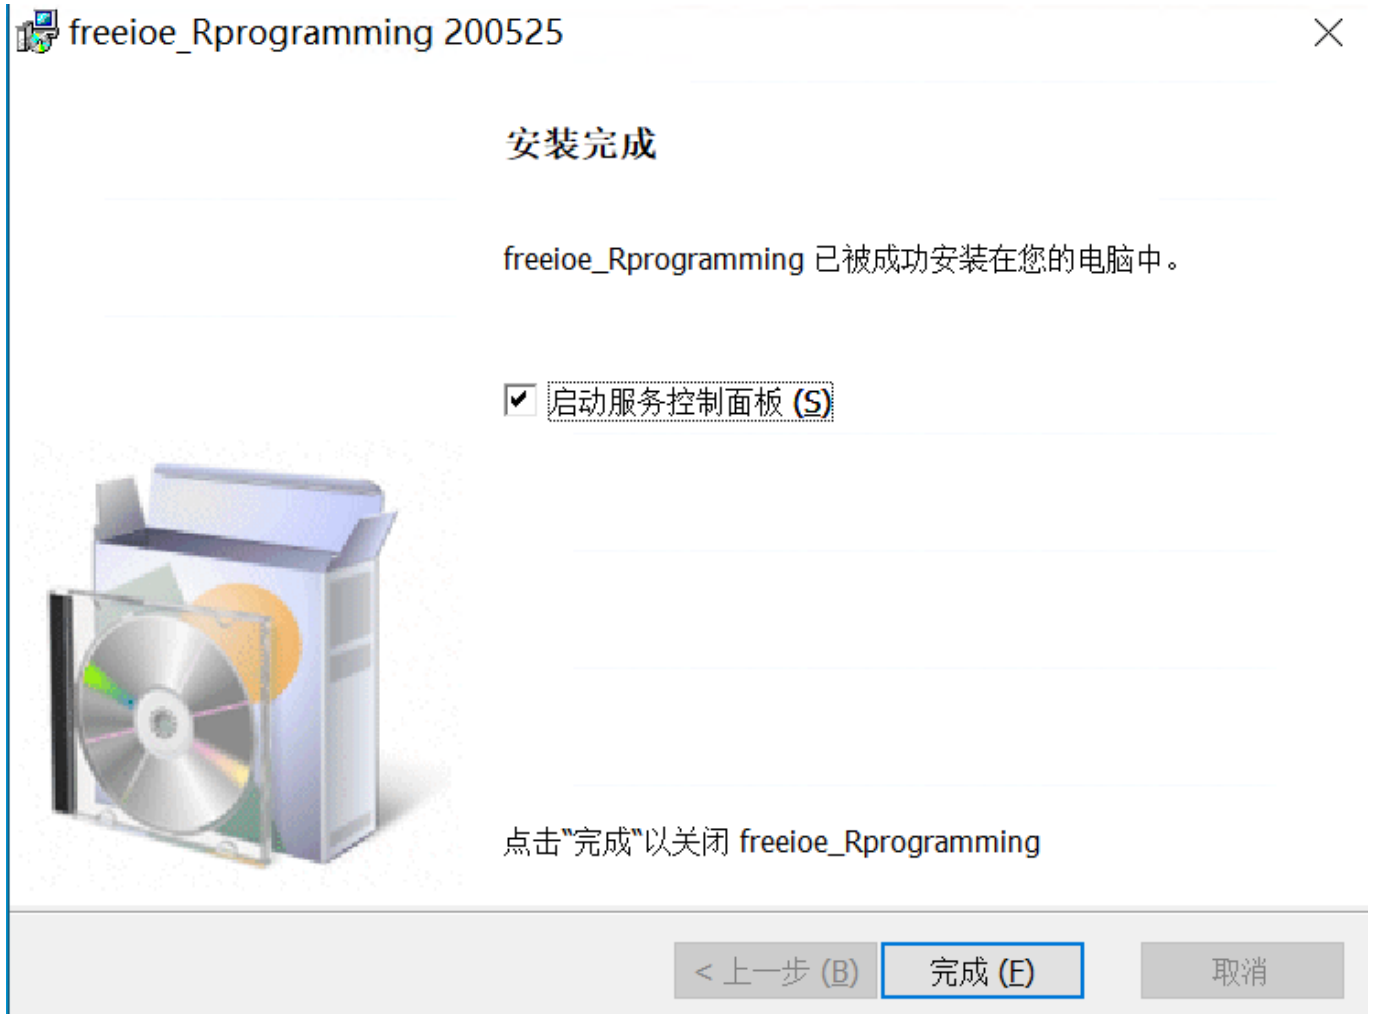 freeioe_Rprogramming 200525
安装完成
freeioe_Rprogramming 已被成功安装在您的电脑中。
启动服务控制面板 (S)
点击“完成“以关闭 freeioe_Rprogramming
< 上一步 (B)
完成 (F)
取消